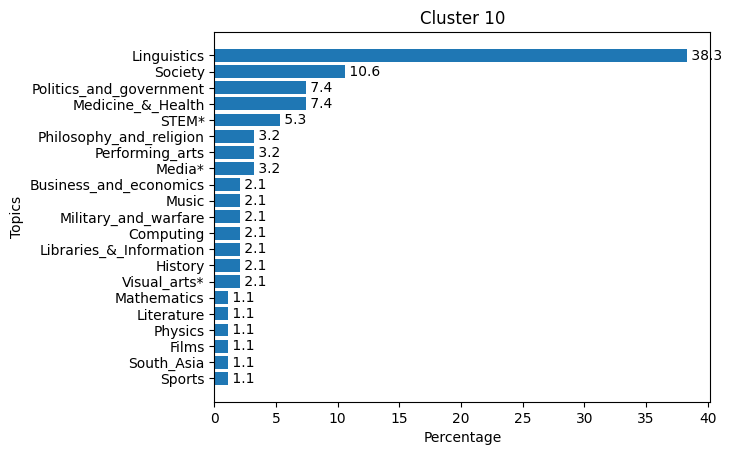 Cluster 10
Linguistics 38.3
Society 10.6
Politics_and_government 7.4
Medicine_&_Health 7.4
STEM* 5.3
Philosophy_and_religion 3.2
Performing_arts 3.2
Media* 3.2
Business_and_economics 2.1
Music 2.1
Military_and_warfare 2.1
Computing 2.1
Libraries_&_Information 2.1
History 2.1
Visual_arts* 2.1
Mathematics 1.1
Literature 1.1
Physics 1.1
Films 1.1
South_Asia 1.1
Sports 1.1
Topics
0 5 10 15 20 25 30 35 40
Percentage